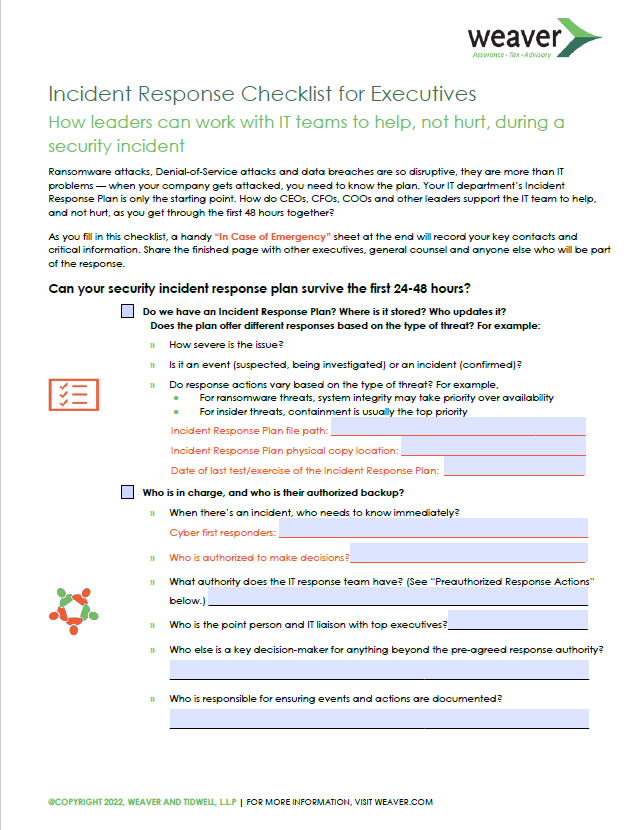 weaver
Assurance • Tax • Advisory
Incident Response Checklist for Executives
How leaders can work with IT teams to help, not hurt, during a
security incident
Ransomware attacks, Denial-of-Service attacks and data breaches are so disruptive, they are more than IT
problems — when your company gets attacked, you need to know the plan. Your IT department's Incident
Response Plan is only the starting point. How do CEOs, CFOs, COOs and other leaders support the IT team to help,
and not hurt, as you get through the first 48 hours together?
As you fill in this checklist, a handy "In Case of Emergency" sheet at the end will record your key contacts and
critical information. Share the finished page with other executives, general counsel and anyone else who will be part
of the response.
Can your security incident response plan survive the first 24-48 hours?
Do we have an Incident Response Plan? Where is it stored? Who updates it?
Does the plan offer different responses based on the type of threat? For example:
» How severe is the issue?
» Is it an event (suspected, being investigated) or an incident (confirmed)?
» Do response actions vary based on the type of threat? For example,
• For ransomware threats, system integrity may take priority over availability
• For insider threats, containment is usually the top priority
Incident Response Plan file path:
Incident Response Plan physical copy location:
Date of last test/exercise of the Incident Response Plan:
Who is in charge, and who is their authorized backup?
» When there's an incident, who needs to know immediately?
Cyber first responders:
» Who is authorized to make decisions?
» What authority does the IT response team have? (See "Preauthorized Response Actions"
below.)
» Who is the point person and IT liaison with top executives?
» Who else is a key decision-maker for anything beyond the pre-agreed response authority?
» Who is responsible for ensuring events and actions are documented?
@COPYRIGHT 2022, WEAVER AND TIDWELL, L.L.P | FOR MORE INFORMATION, VISIT WEAVER.COM